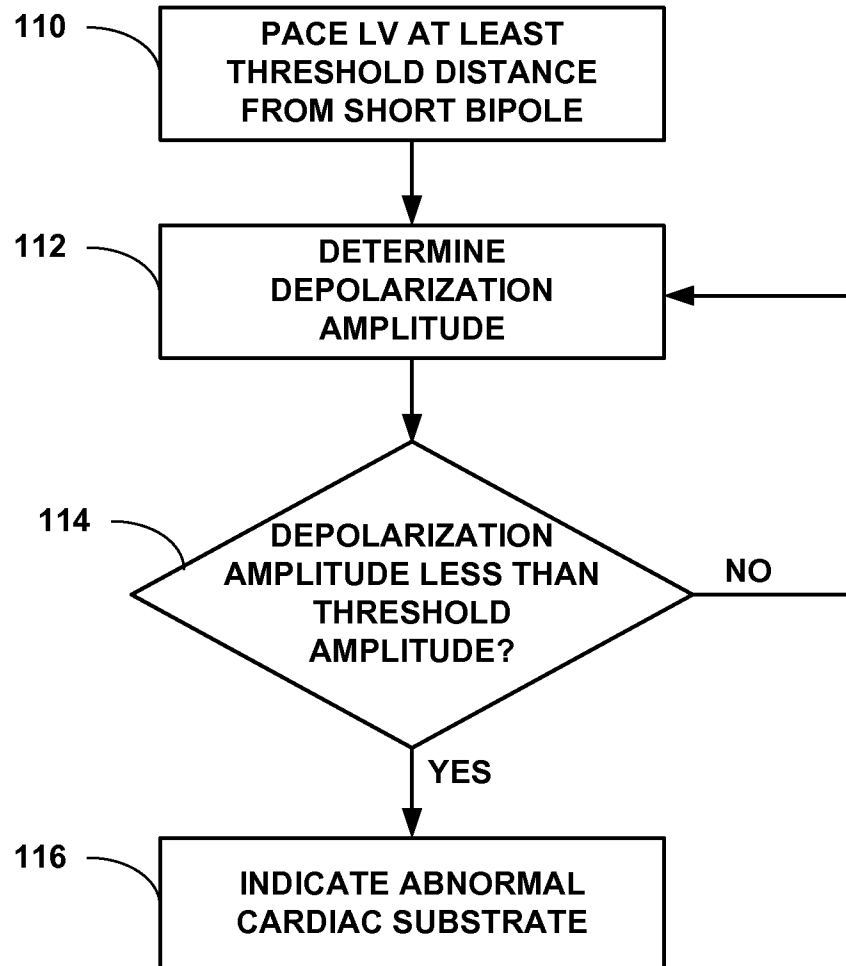 110
PACE LV AT LEAST
THRESHOLD DISTANCE
FROM SHORT BIPOLE
112
DETERMINE
DEPOLARIZATION
AMPLITUDE
114
DEPOLARIZATION
AMPLITUDE LESS THAN
THRESHOLD
AMPLITUDE?
NO
YES
116
INDICATE ABNORMAL
CARDIAC SUBSTRATE